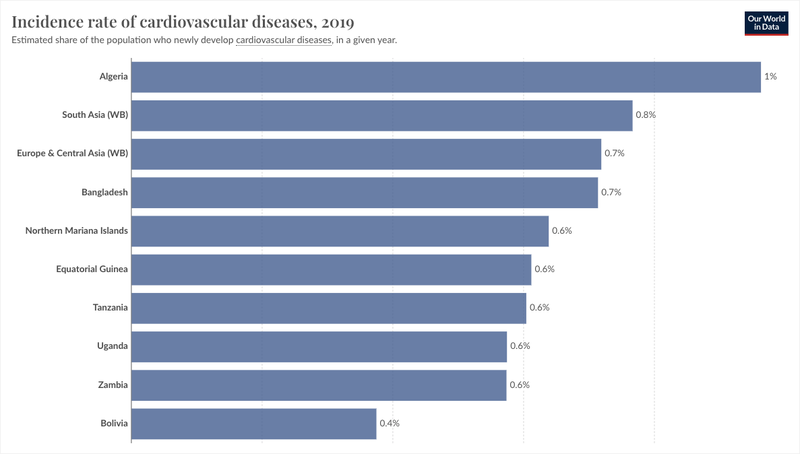 Incidence rate of cardiovascular diseases, 2019
Our World
in Data
Estimated share of the population who newly develop cardiovascular diseases, in a given year.
Algeria 1%
South Asia (WB) 0.8%
Europe & Central Asia (WB) 0.7%
Bangladesh 0.7%
Northern Mariana Islands 0.6%
Equatorial Guinea 0.6%
Tanzania 0.6%
Uganda 0.6%
Zambia 0.6%
Bolivia 0.4%